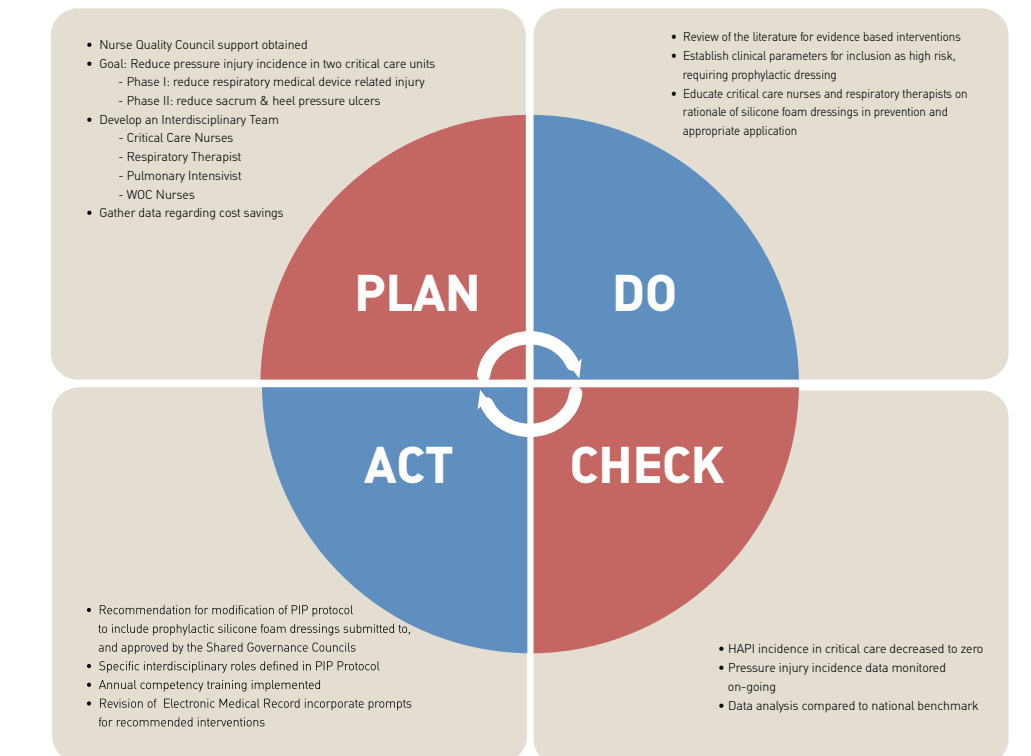 • Nurse Quality Council support obtained
• Goal: Reduce pressure injury incidence in two critical care units
- Phase I: reduce respiratory medical device related injury
- Phase II: reduce sacrum & heel pressure ulcers
• Develop an Interdisciplinary Team
- Critical Care Nurses
- Respiratory Therapist
- Pulmonary Intensivist
- WOC Nurses
• Gather data regarding cost savings
PLAN
• Review of the literature for evidence based interventions
• Establish clinical parameters for inclusion as high risk,
requiring prophylactic dressing
• Educate critical care nurses and respiratory therapists on
rationale of silicone foam dressings in prevention and
appropriate application
DO
ACT
• Recommendation for modification of PIP protocol
to include prophylactic silicone foam dressings submitted to,
and approved by the Shared Governance Councils
• Specific interdisciplinary roles defined in PIP Protocol
• Annual competency training implemented
• Revision of Electronic Medical Record incorporate prompts
for recommended interventions
CHECK
• HAPI incidence in critical care decreased to zero
• Pressure injury incidence data monitored
on-going
• Data analysis compared to national benchmark